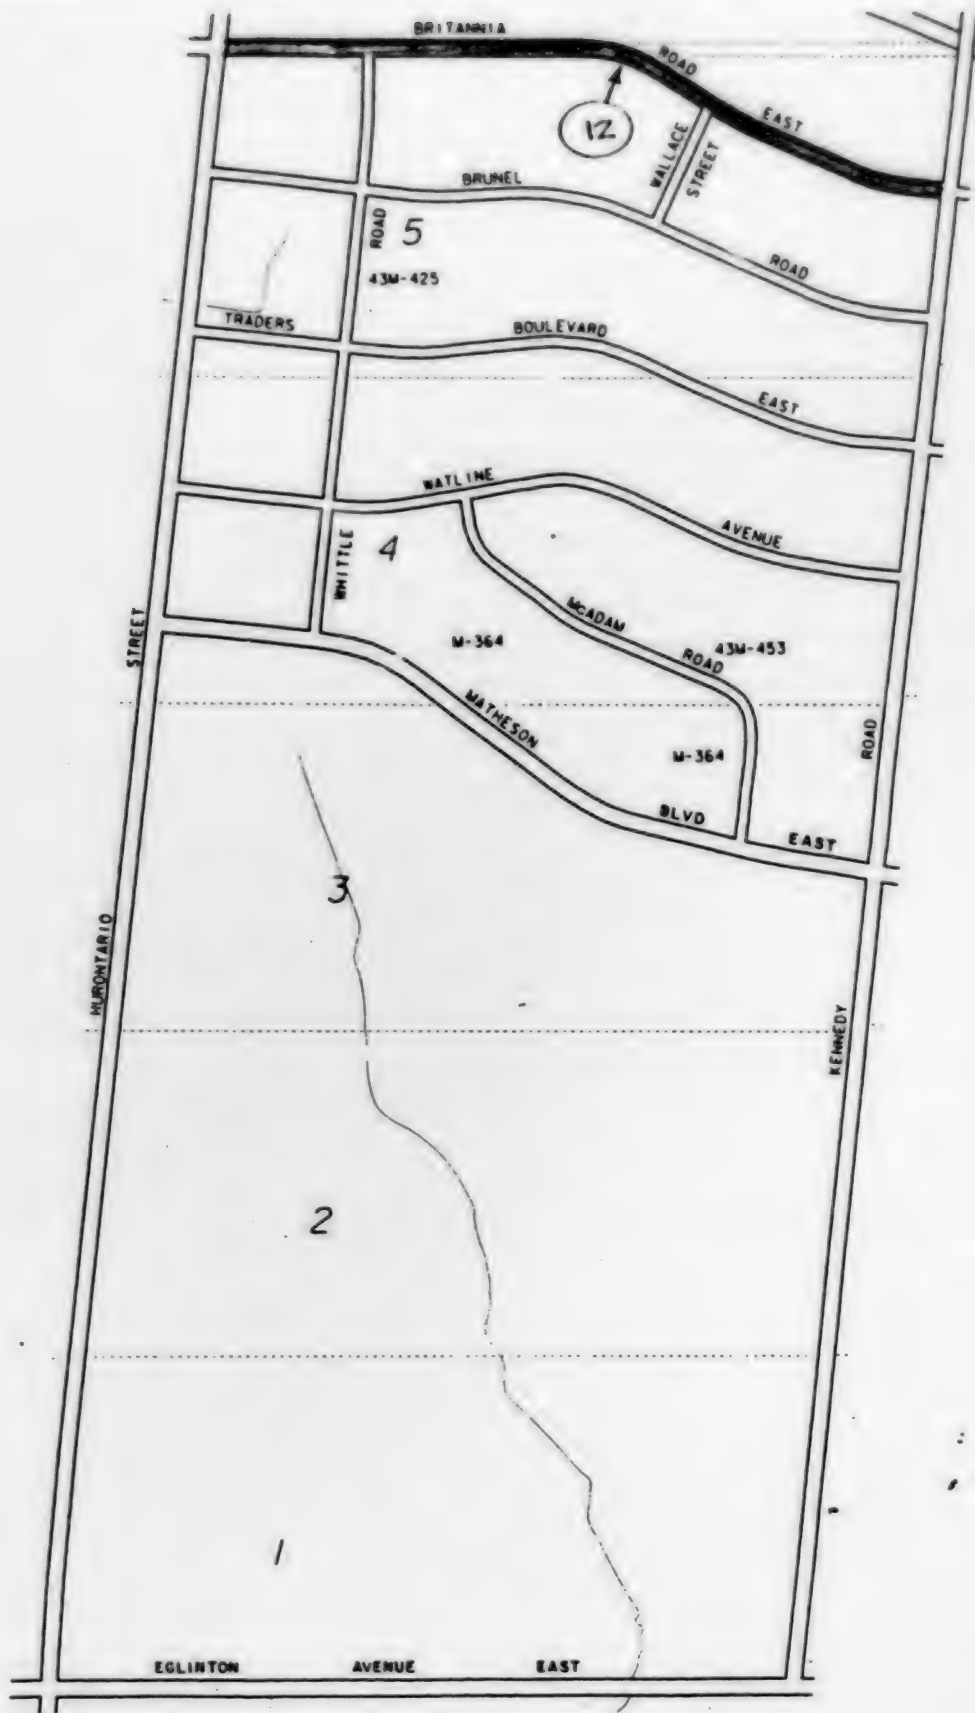 BRITANNIA ROAD EAST
12
WALLACE STREET
BRUNEL ROAD
ROAD 5
43M-425
TRADERS BOULEVARD EAST
WATLINE AVENUE
WHITTLE 4
McADAM ROAD
M-364
43M-453
STREET
MATHESON BLVD EAST
M-364
ROAD
3
HURONTARIO
KENNEDY
2
1
EGLINTON AVENUE EAST